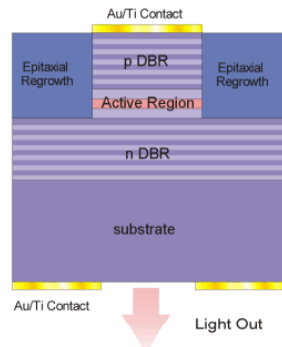 Au/Ti Contact
Epitaxial
Regrowth
p DBR
Epitaxial
Regrowth
Active Region
n DBR
substrate
Au/Ti Contact
Light Out